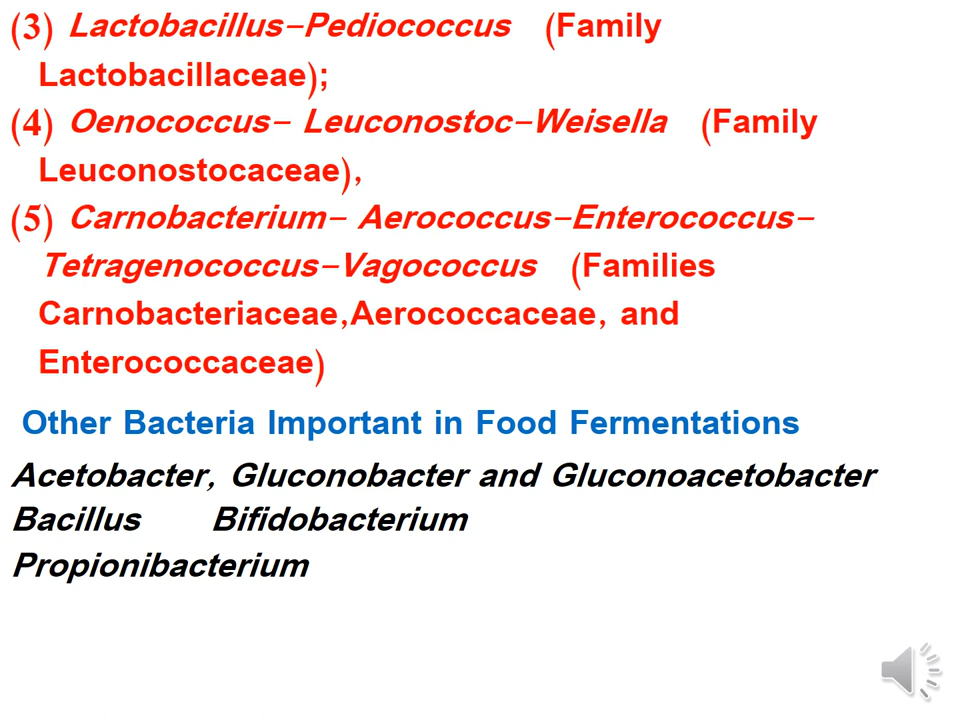 (3) Lactobacillus-Pediococcus (Family
Lactobacillaceae);
(4) Oenococcus- Leuconostoc-Weisella (Family
Leuconostocaceae),
(5) Carnobacterium- Aerococcus-Enterococcus-
Tetragenococcus-Vagococcus (Families
Carnobacteriaceae,Aerococcaceae, and
Enterococcaceae)
Other Bacteria Important in Food Fermentations
Acetobacter, Gluconobacter and Gluconoacetobacter
Bacillus Bifidobacterium
Propionibacterium